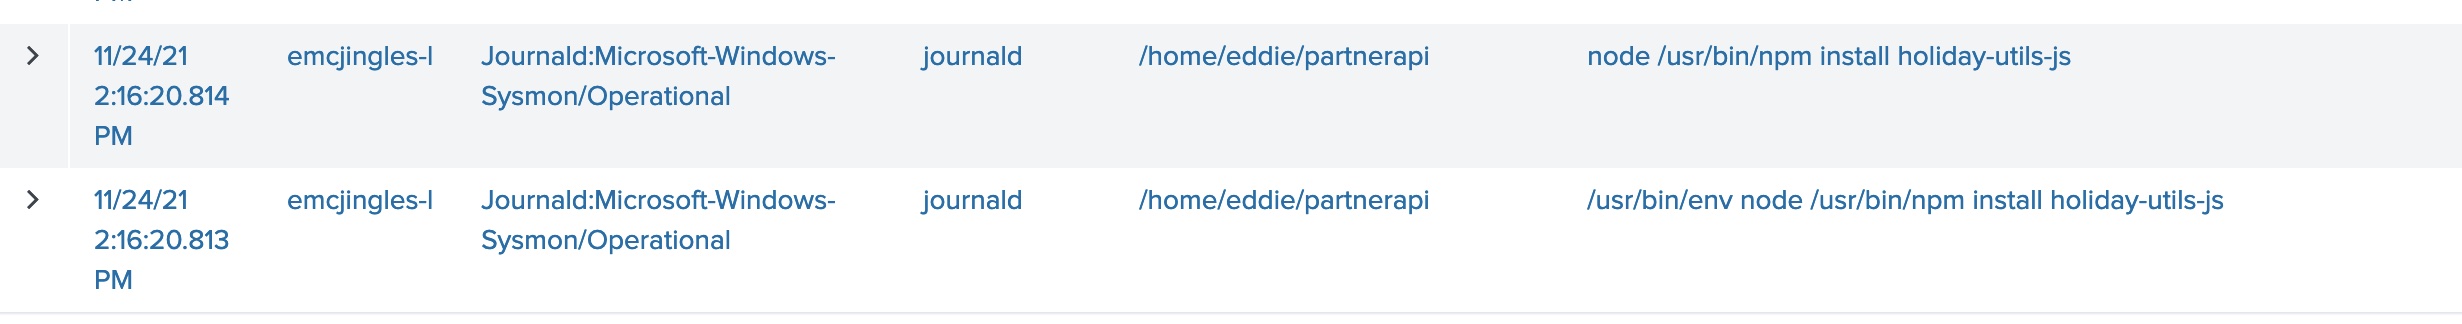 11/24/21 emcjingles-l Journald:Microsoft-Windows- journald /home/eddie/partnerapi node /usr/bin/npm install holiday-utils-js
2:16:20.814 Sysmon/Operational
PM
11/24/21 emcjingles-l Journald:Microsoft-Windows- journald /home/eddie/partnerapi /usr/bin/env node /usr/bin/npm install holiday-utils-js
2:16:20.813 Sysmon/Operational
PM